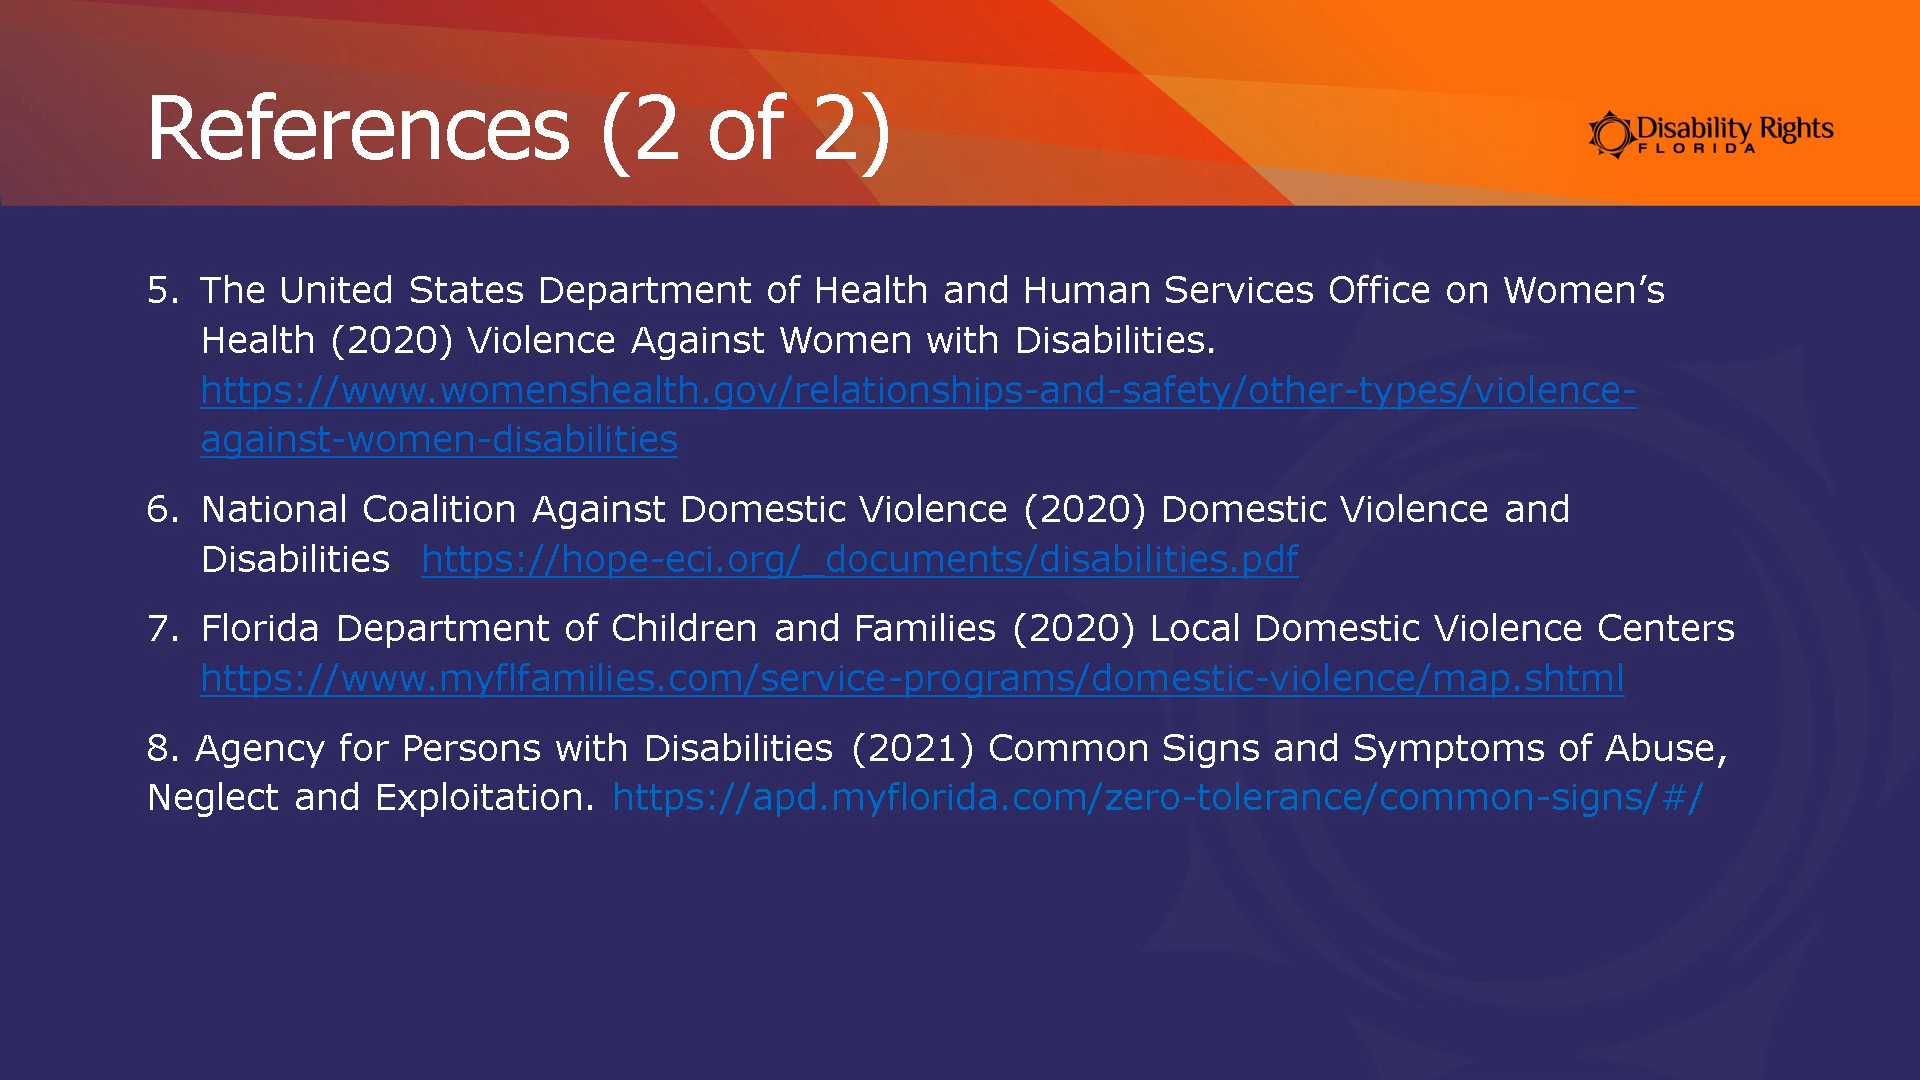 References (2 of 2)
Disability Rights
FLORIDA
5. The United States Department of Health and Human Services Office on Women’s
Health (2020) Violence Against Women with Disabilities.
https://www.womenshealth.gov/relationships-and-safety/other-types/violence-
against-women-disabilities
6. National Coalition Against Domestic Violence (2020) Domestic Violence and
Disabilities. https://hope-eci.org/_documents/disabilities.pdf
7. Florida Department of Children and Families (2020) Local Domestic Violence Centers
https://www.myflfamilies.com/service-programs/domestic-violence/map.shtml
8. Agency for Persons with Disabilities (2021) Common Signs and Symptoms of Abuse,
Neglect and Exploitation. https://apd.myflorida.com/zero-tolerance/common-signs/#/